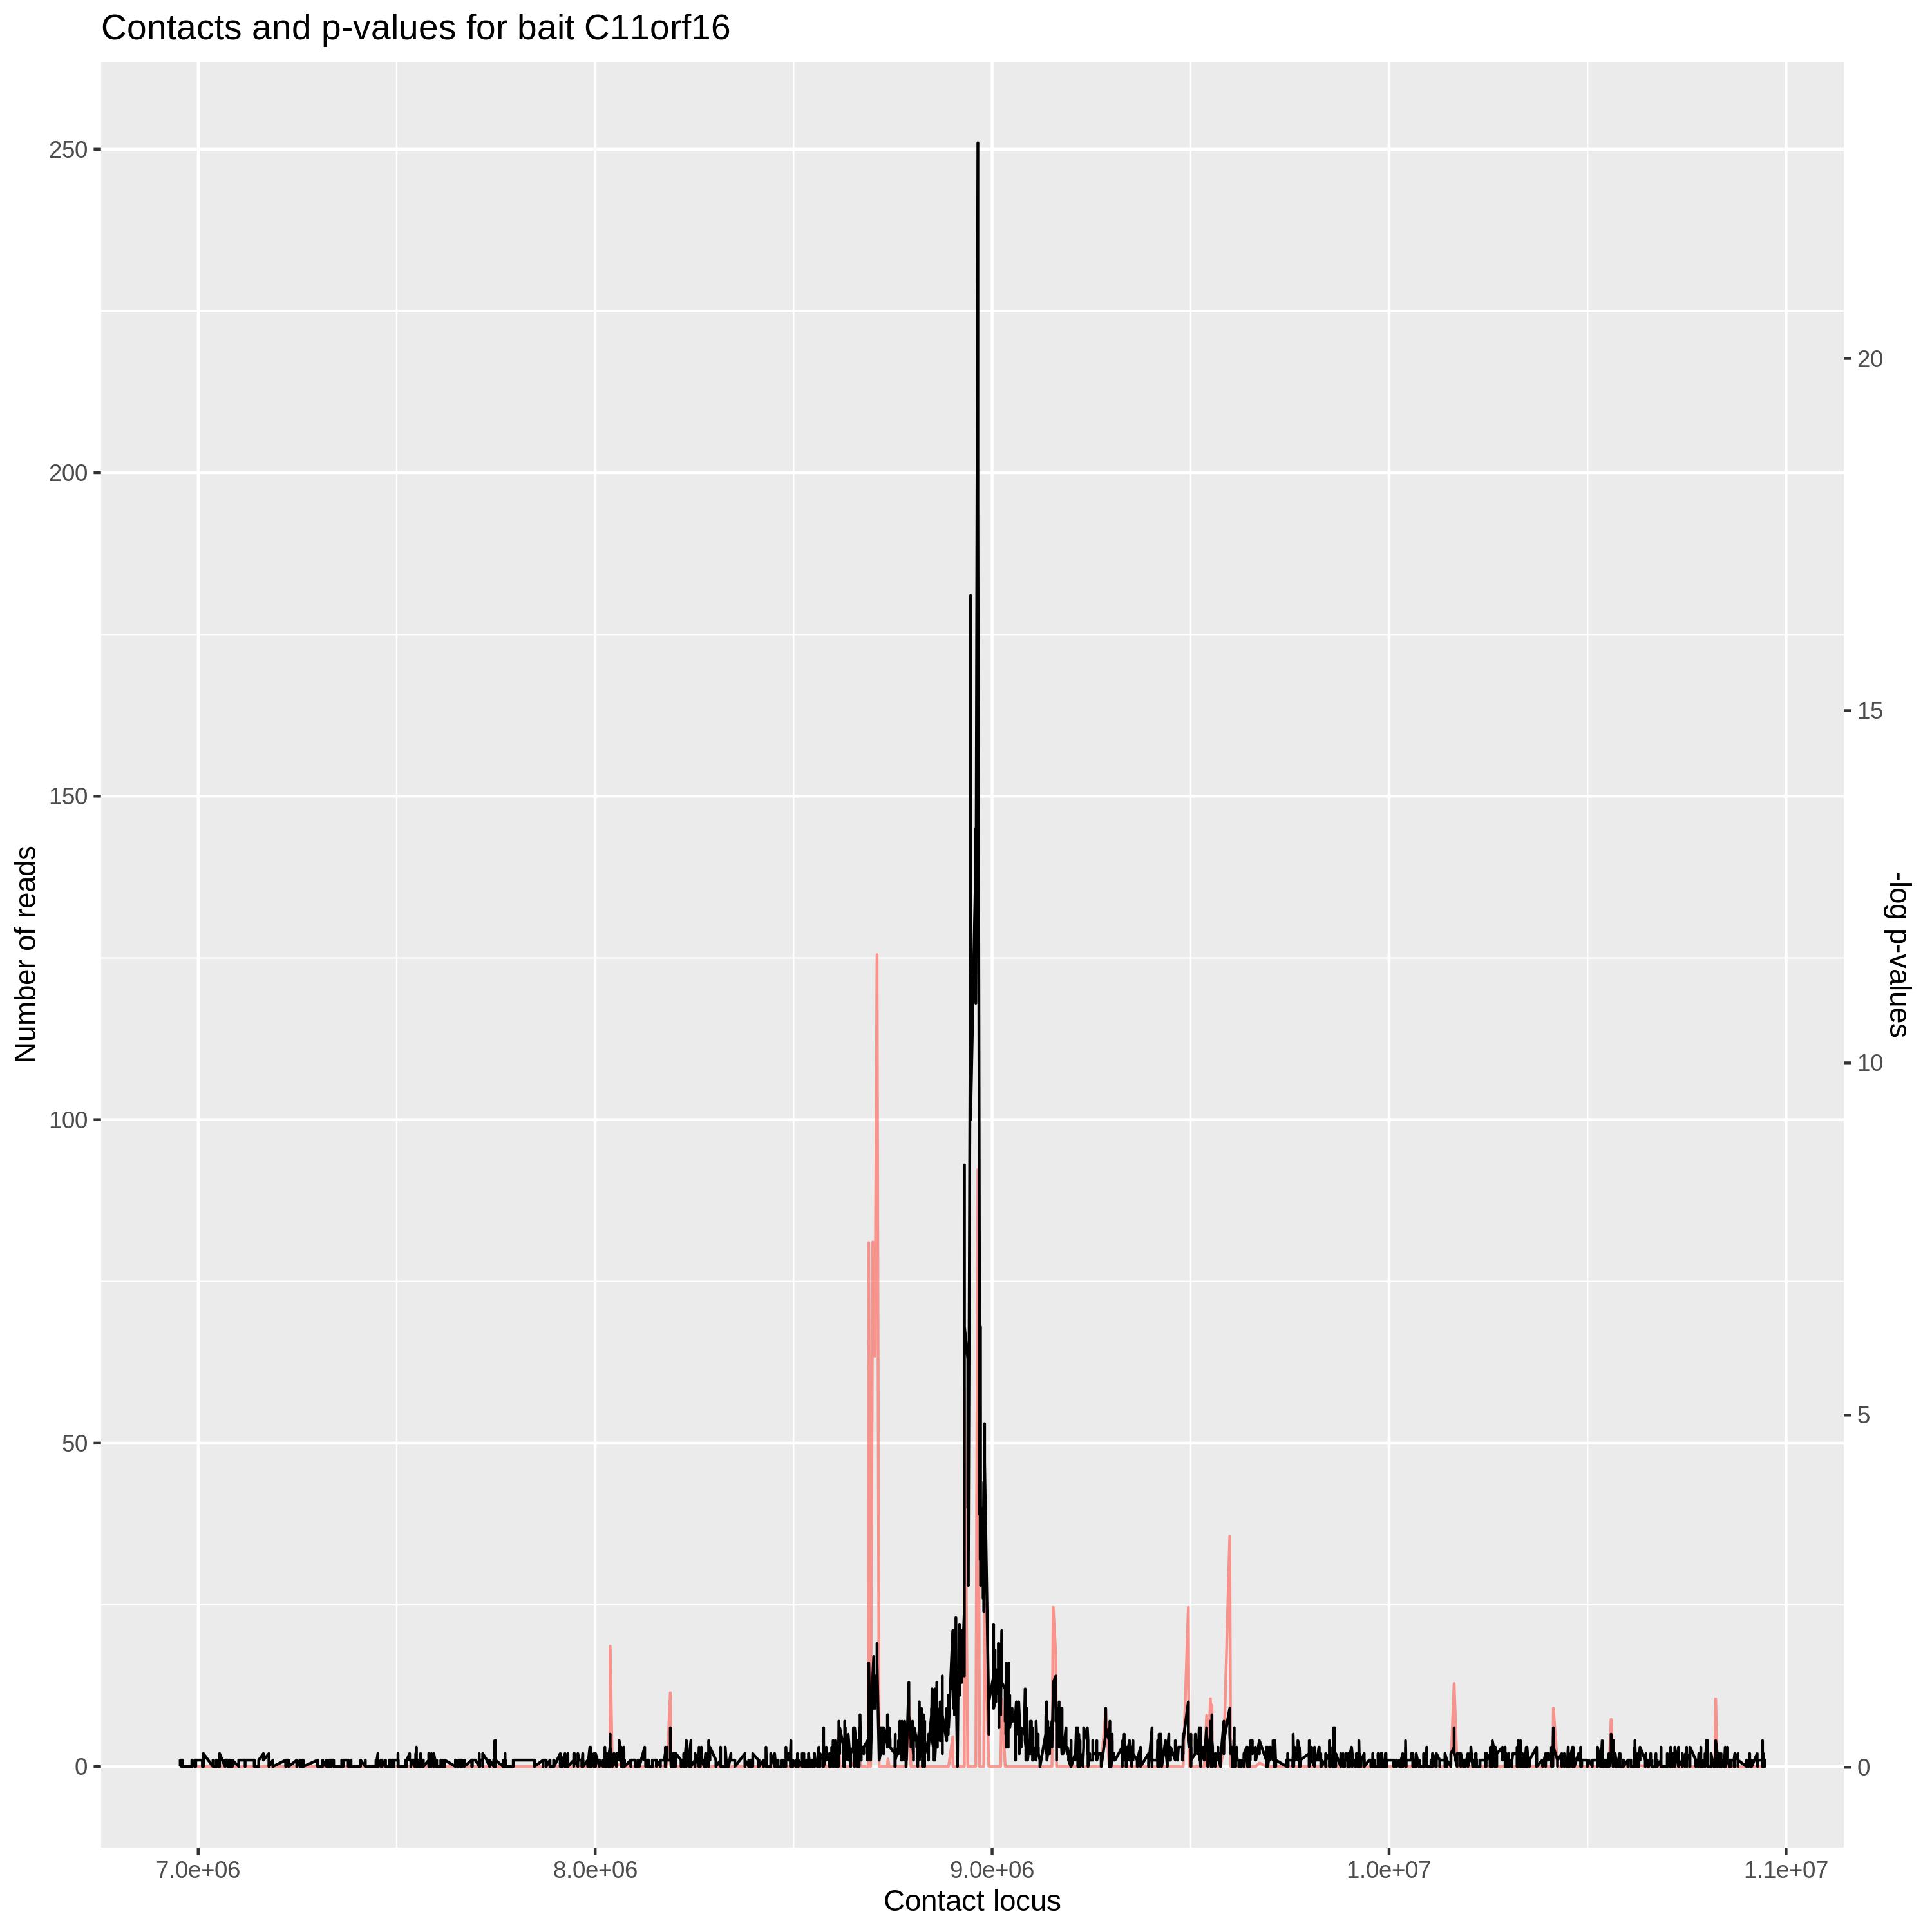 Contacts and p-values for bait C11orf16
Number of reads
250
200
150
100
50
0
20
15
10
5
0
-log p-values
7.0e+06
8.0e+06
9.0e+06
1.0e+07
1.1e+07
Contact locus